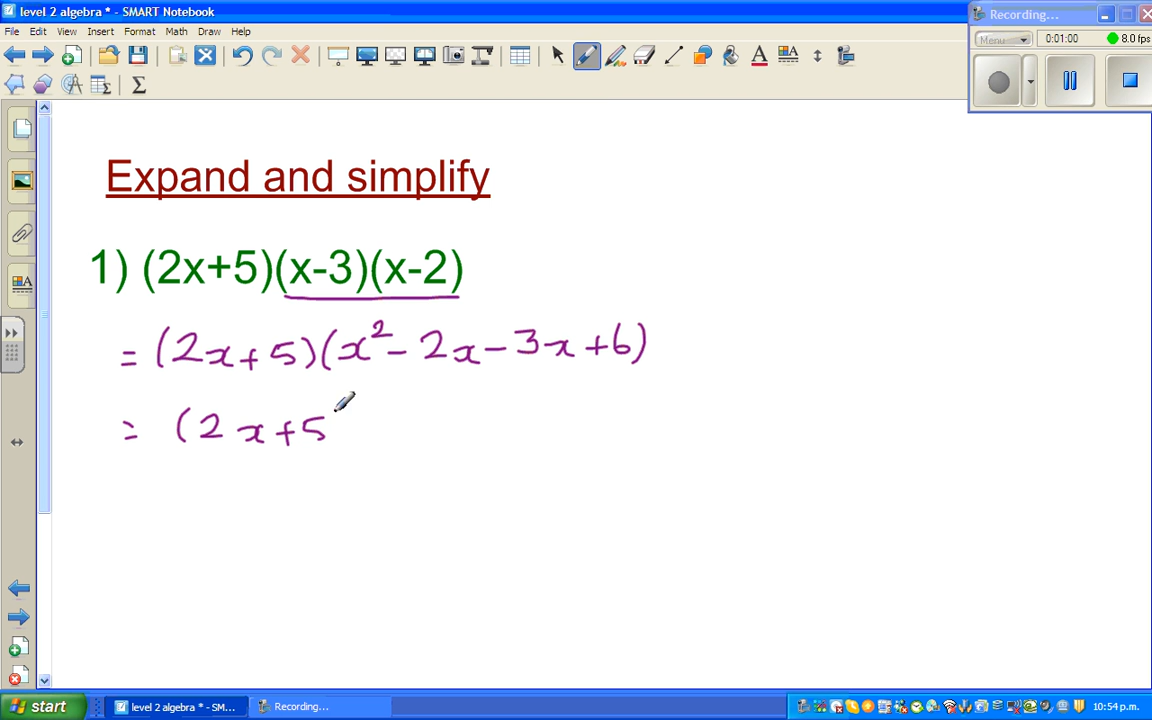 level 2 algebra * - SMART Notebook
Recording...
File Edit View Insert Format Math Draw Help
Menu 0:01:00 8.0 fps
Expand and simplify
1) (2x+5)(x-3)(x-2)
= (2x+5)(x²-2x-3x+6)
= (2x+5
start level 2 algebra * - SM... Recording... 10:54 p.m.